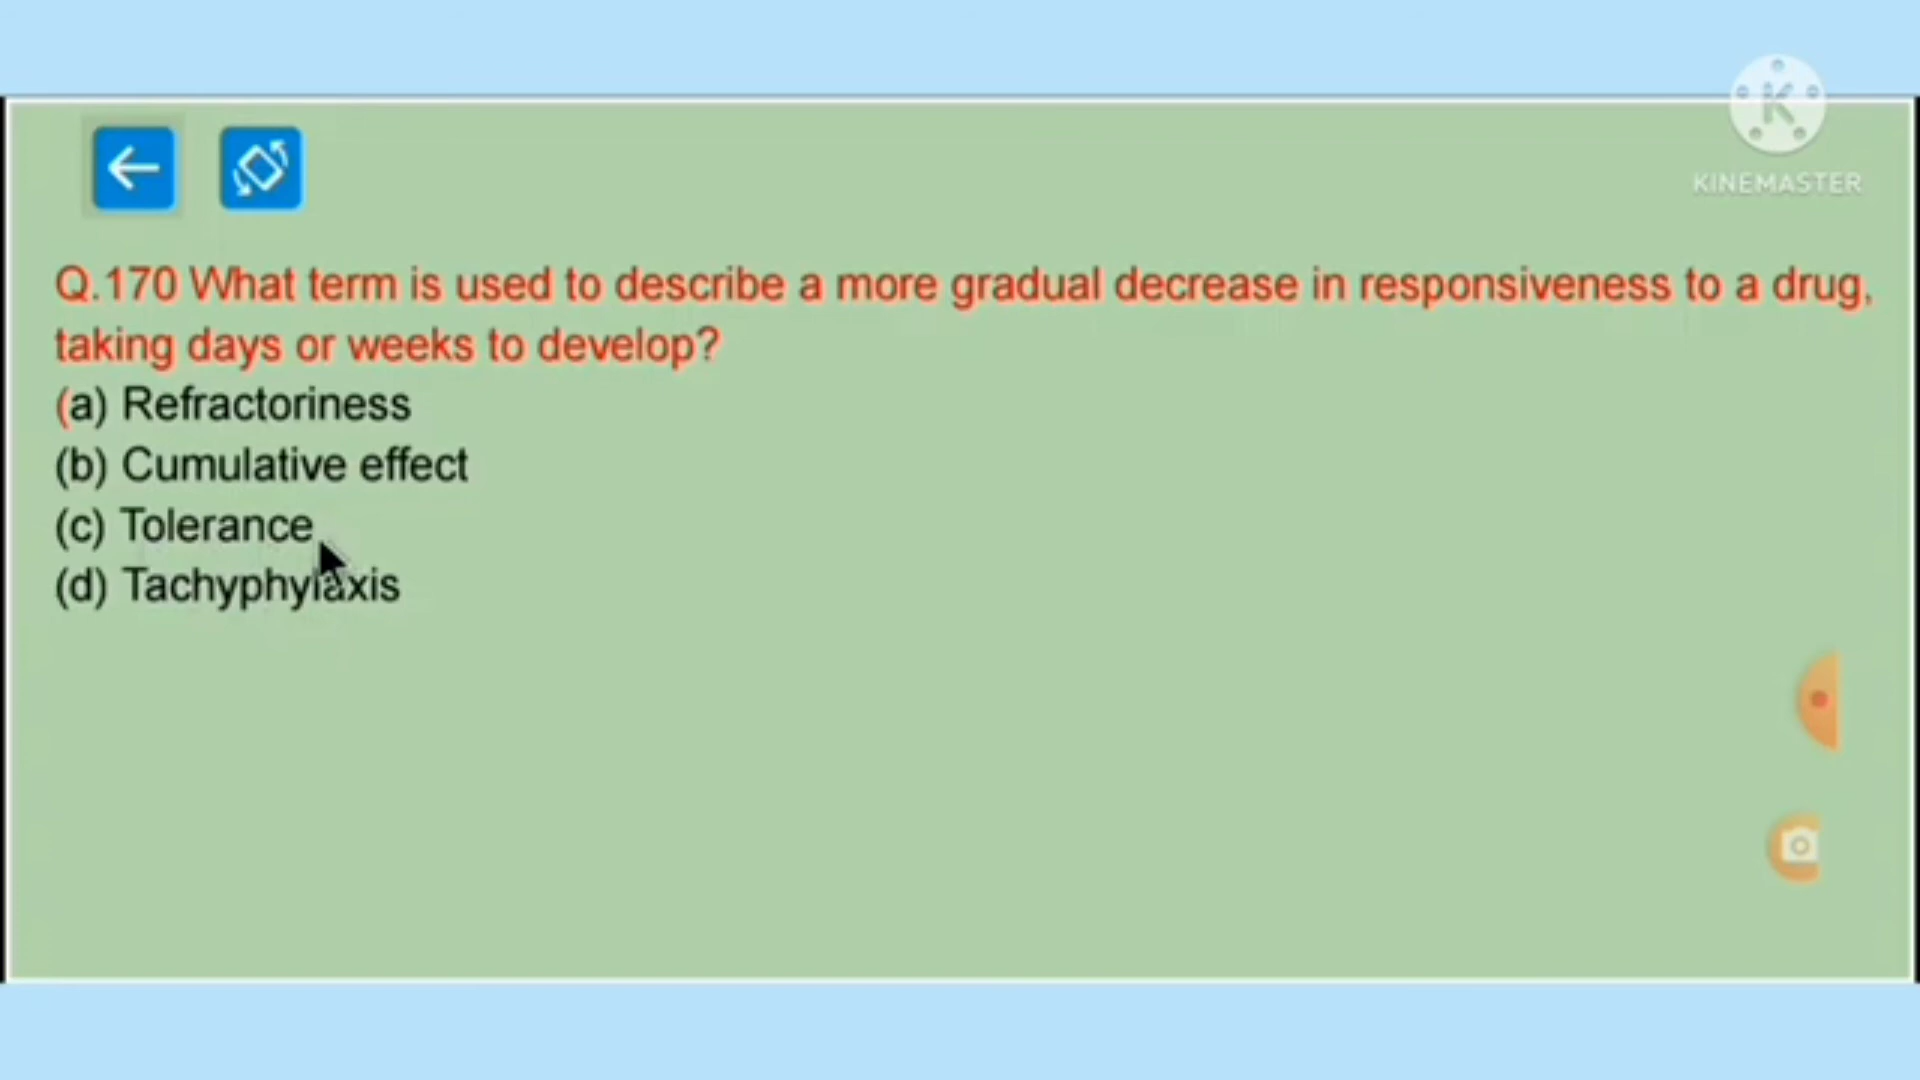 KINEMASTER
Q.170 What term is used to describe a more gradual decrease in responsiveness to a drug,
taking days or weeks to develop?
(a) Refractoriness
(b) Cumulative effect
(c) Tolerance
(d) Tachyphylaxis